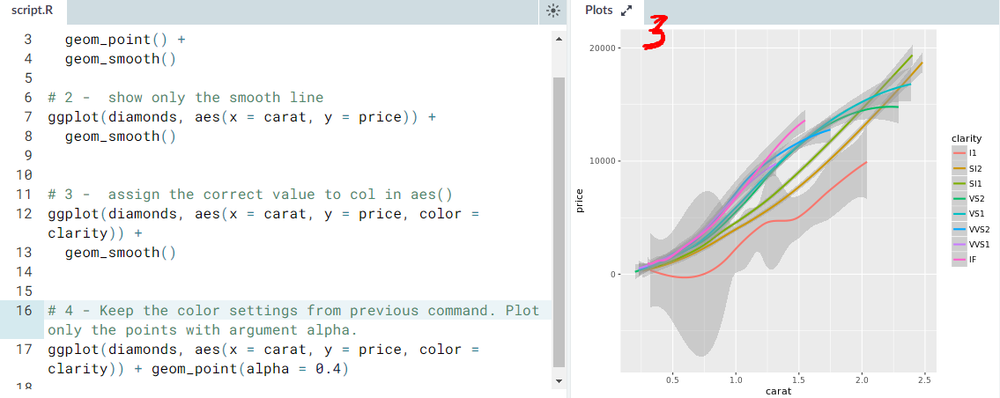 script.R
3 geom_point() +
4 geom_smooth()
5
6 # 2 -  show only the smooth line
7 ggplot(diamonds, aes(x = carat, y = price)) +
8 geom_smooth()
9
10
11 # 3 -  assign the correct value to col in aes()
12 ggplot(diamonds, aes(x = carat, y = price, color =
clarity)) +
13 geom_smooth()
14
15
16 # 4 - Keep the color settings from previous command. Plot
only the points with argument alpha.
17 ggplot(diamonds, aes(x = carat, y = price, color =
clarity)) + geom_point(alpha = 0.4)
18
Plots
3
20000
10000
0
price
0.5 1.0 1.5 2.0 2.5
carat
clarity
I1
SI2
SI1
VS2
VS1
VVS2
VVS1
IF